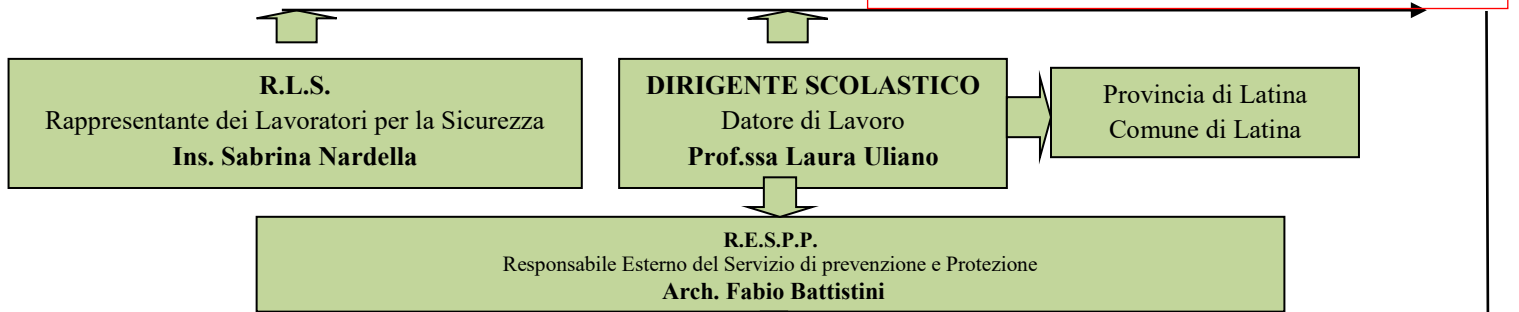 R.L.S.
Rappresentante dei Lavoratori per la Sicurezza
Ins. Sabrina Nardella
DIRIGENTE SCOLASTICO
Datore di Lavoro
Prof.ssa Laura Uliano
Provincia di Latina
Comune di Latina
R.E.S.P.P.
Responsabile Esterno del Servizio di prevenzione e Protezione
Arch. Fabio Battistini